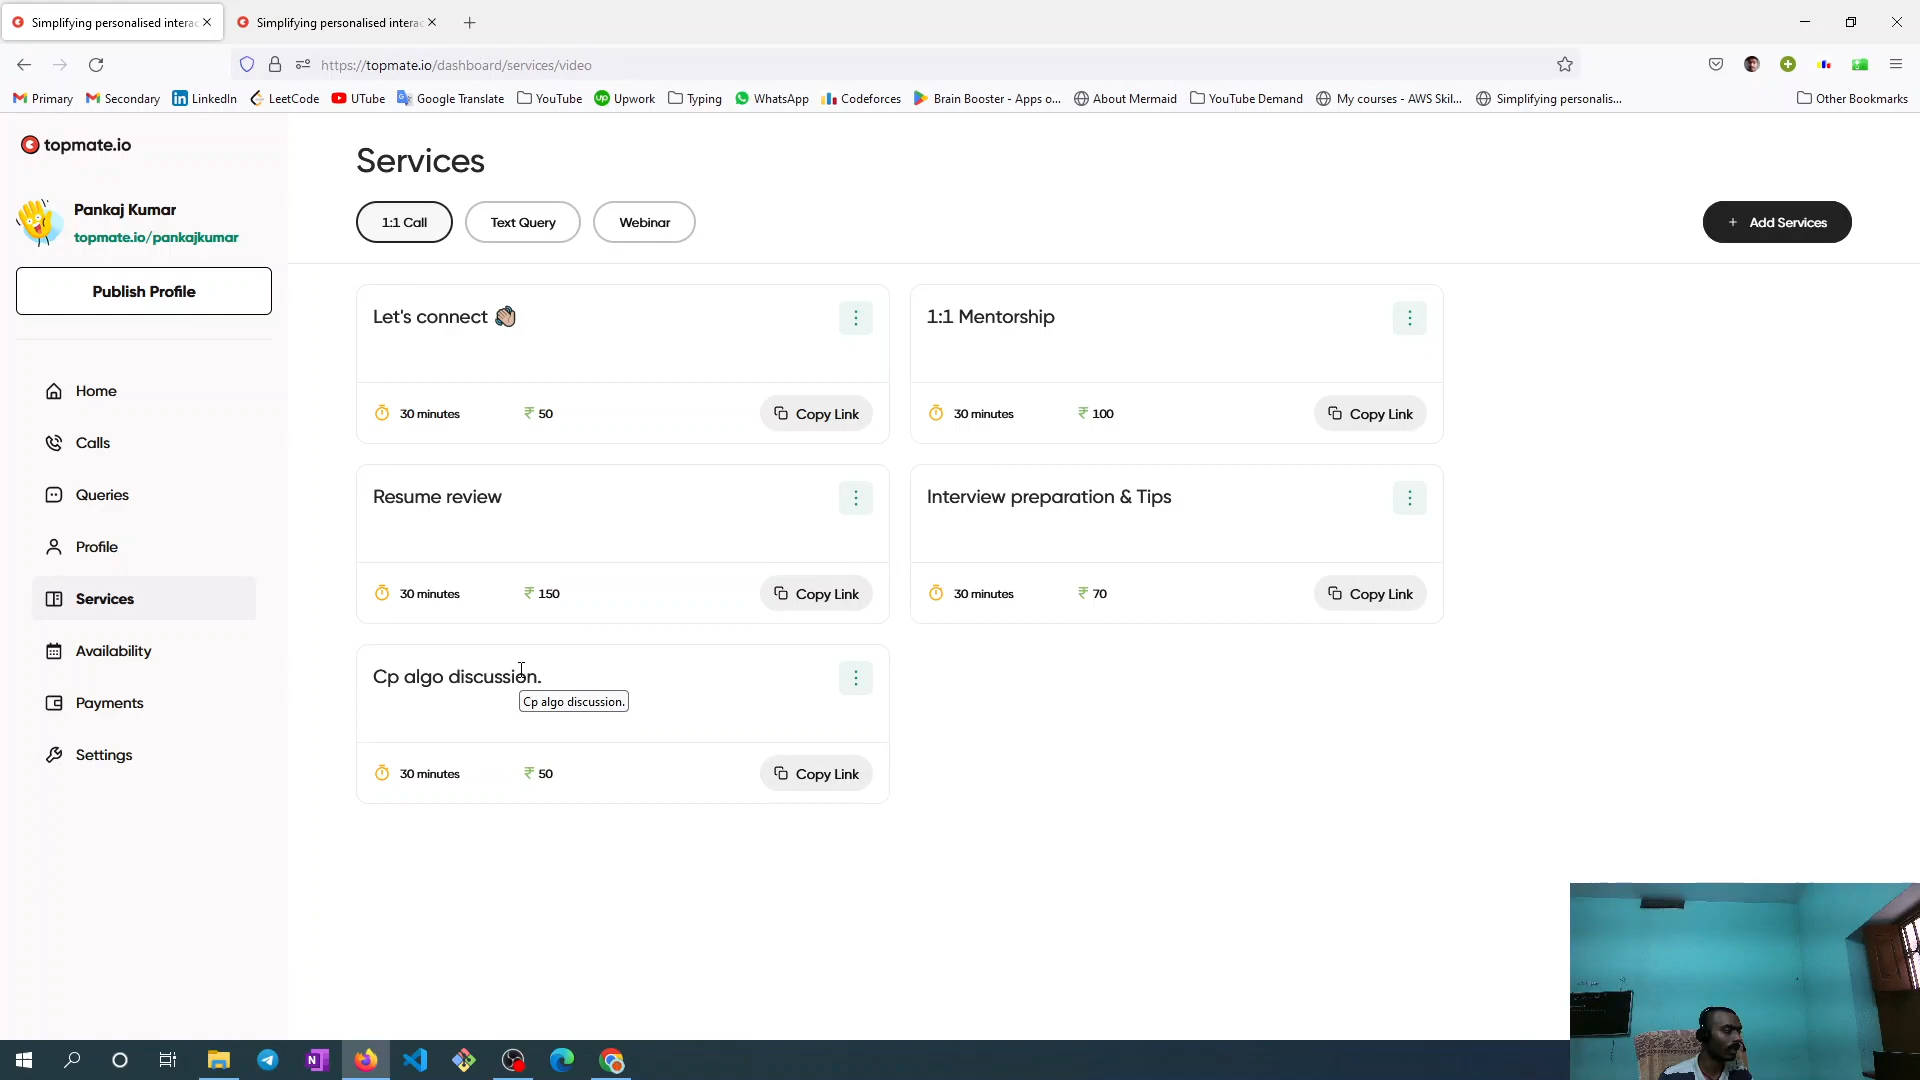 Simplifying personalised interac
Simplifying personalised interac
https://topmate.io/dashboard/services/video
Primary
Secondary
LinkedIn
LeetCode
UTube
Google Translate
YouTube
Upwork
Typing
WhatsApp
Codeforces
Brain Booster - Apps o...
About Mermaid
YouTube Demand
My courses - AWS Skil...
Simplifying personalis...
Other Bookmarks
topmate.io
Pankaj Kumar
topmate.io/pankajkumar
Publish Profile
Home
Calls
Queries
Profile
Services
Availability
Payments
Settings
Services
1:1 Call
Text Query
Webinar
+ Add Services
Let's connect
30 minutes
₹ 50
Copy Link
1:1 Mentorship
30 minutes
₹ 100
Copy Link
Resume review
30 minutes
₹ 150
Copy Link
Interview preparation & Tips
30 minutes
₹ 70
Copy Link
Cp algo discussion.
Cp algo discussion.
30 minutes
₹ 50
Copy Link